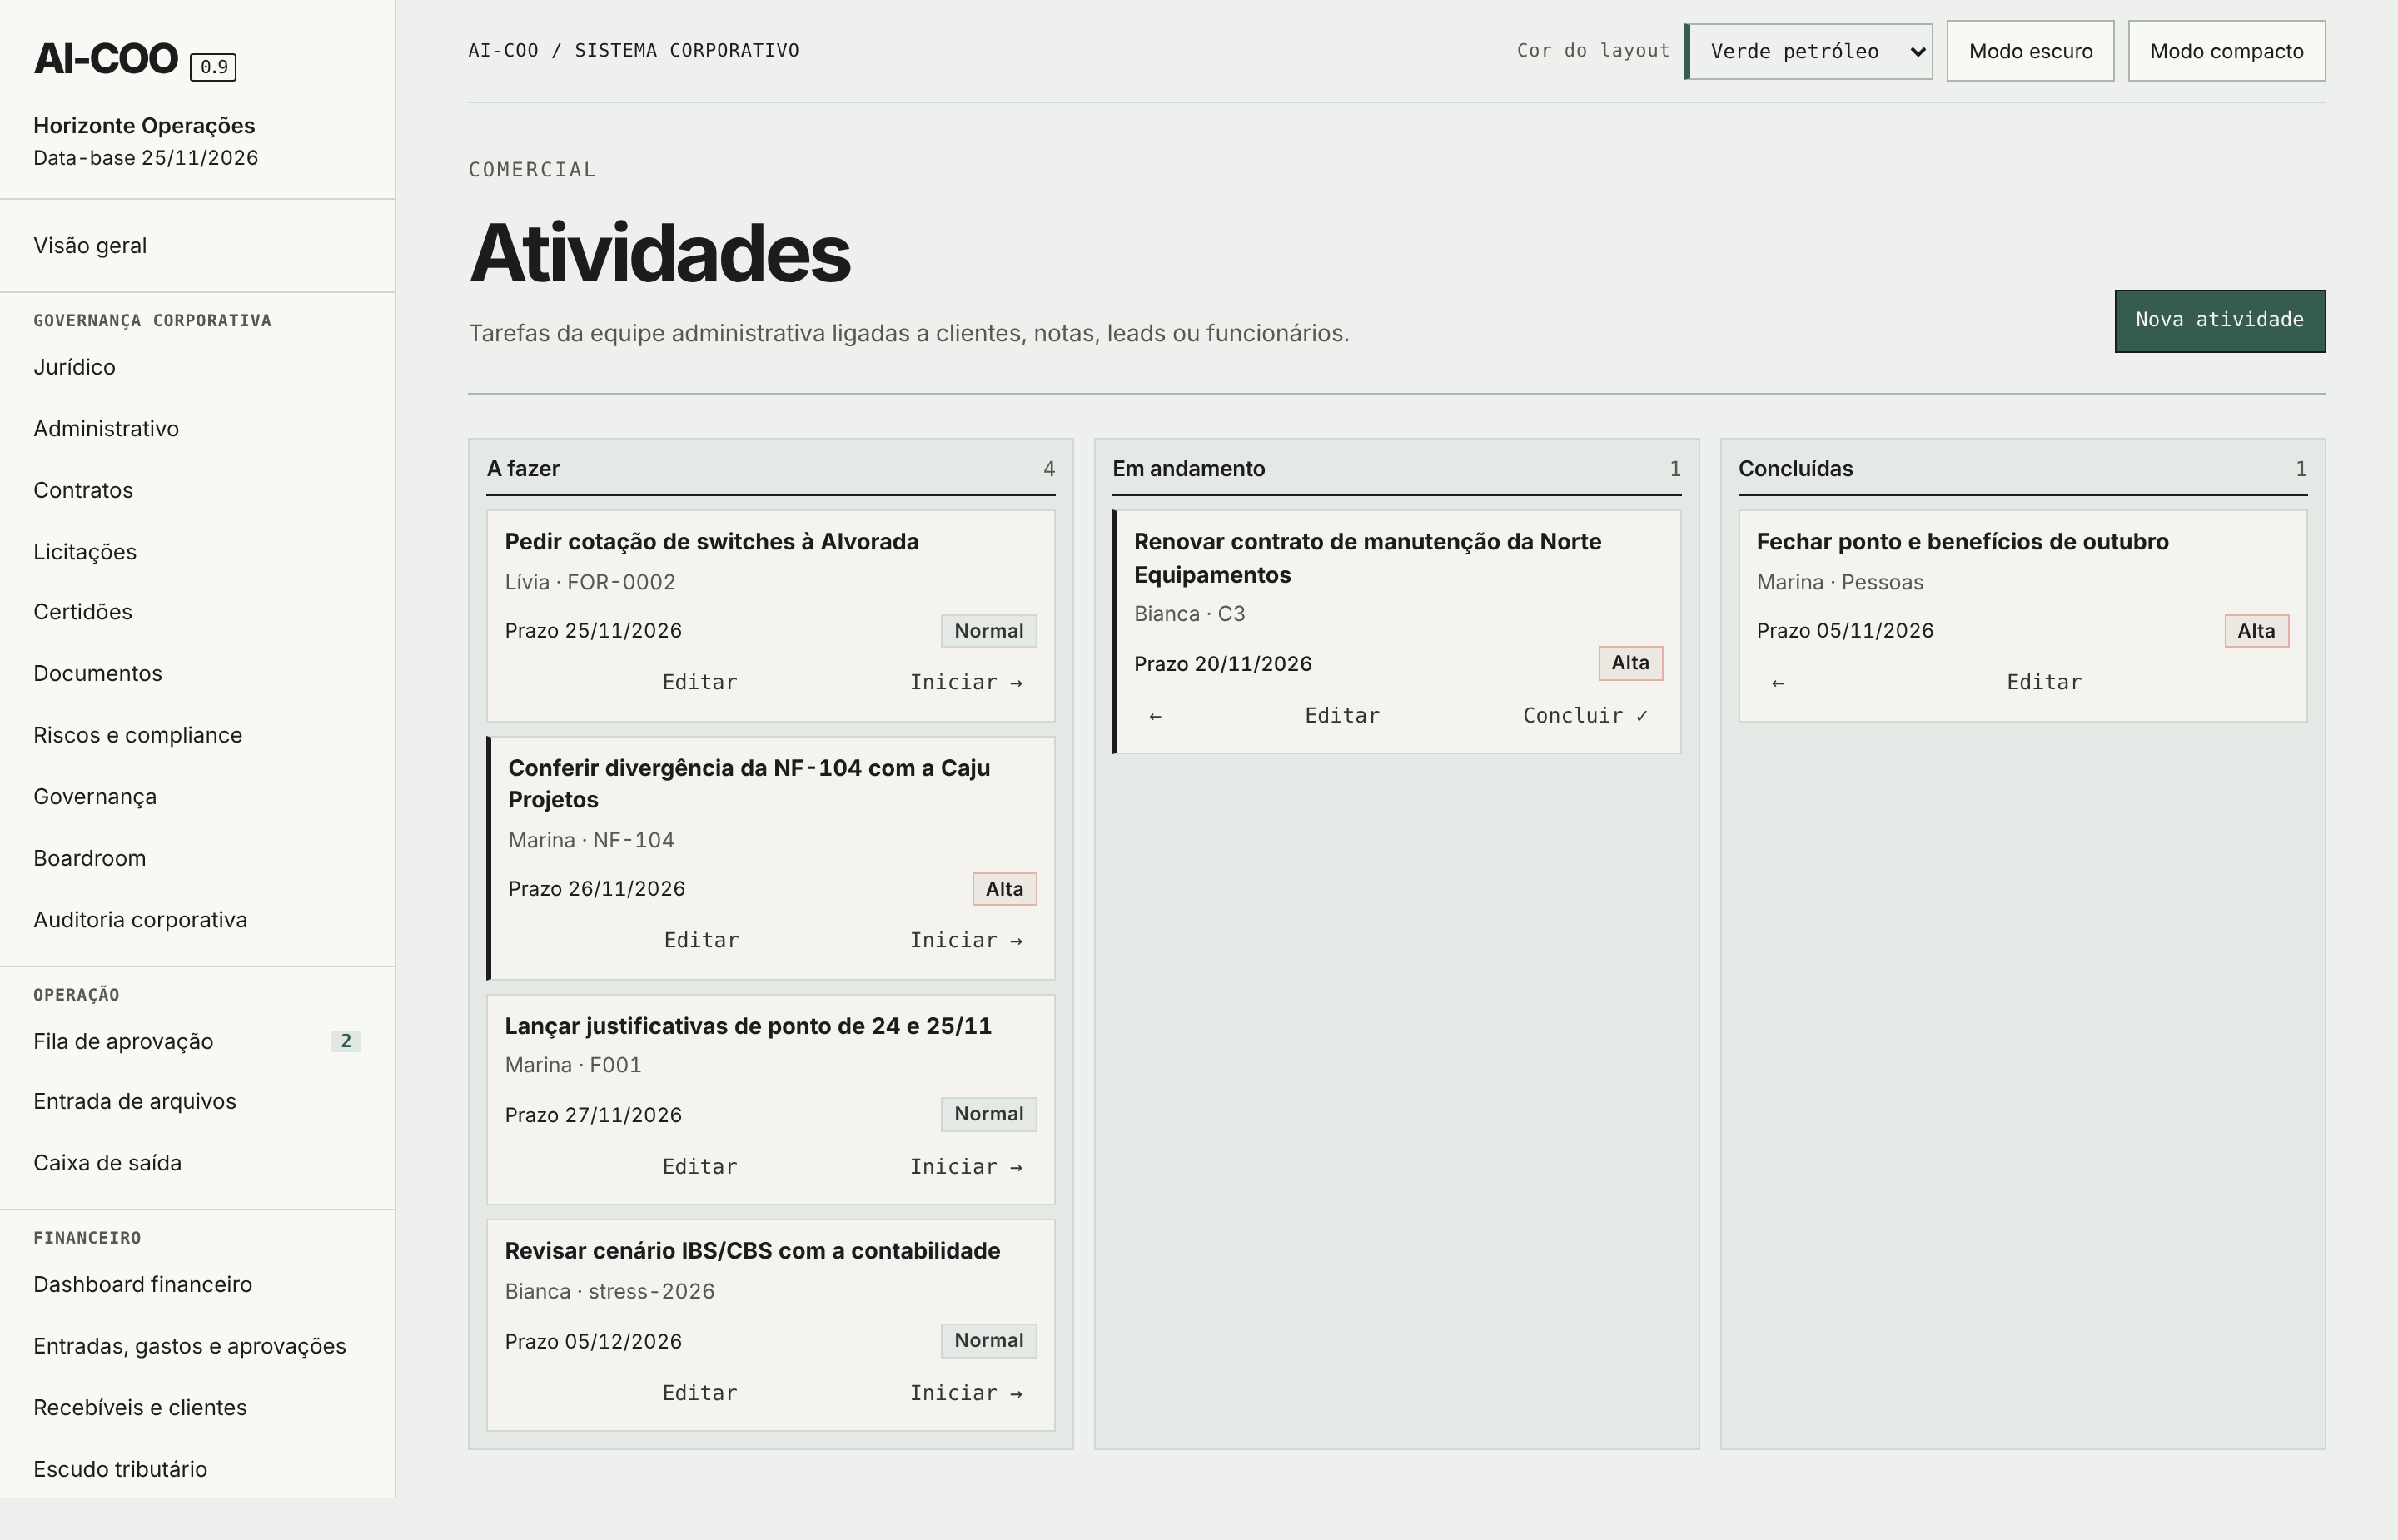 AI-COO 0.9
Horizonte Operações
Data-base 25/11/2026
Visão geral
GOVERNANÇA CORPORATIVA
Jurídico
Administrativo
Contratos
Licitações
Certidões
Documentos
Riscos e compliance
Governança
Boardroom
Auditoria corporativa
OPERAÇÃO
Fila de aprovação 2
Entrada de arquivos
Caixa de saída
FINANCEIRO
Dashboard financeiro
Entradas, gastos e aprovações
Recebíveis e clientes
Escudo tributário
AI-COO / SISTEMA CORPORATIVO
Cor do layout Verde petróleo Modo escuro Modo compacto
COMERCIAL
Atividades
Tarefas da equipe administrativa ligadas a clientes, notas, leads ou funcionários.
Nova atividade
A fazer 4
Pedir cotação de switches à Alvorada
Lívia · FOR-0002
Prazo 25/11/2026 Normal
Editar Iniciar →
Conferir divergência da NF-104 com a Caju
Projetos
Marina · NF-104
Prazo 26/11/2026 Alta
Editar Iniciar →
Lançar justificativas de ponto de 24 e 25/11
Marina · F001
Prazo 27/11/2026 Normal
Editar Iniciar →
Revisar cenário IBS/CBS com a contabilidade
Bianca · stress-2026
Prazo 05/12/2026 Normal
Editar Iniciar →
Em andamento 1
Renovar contrato de manutenção da Norte
Equipamentos
Bianca · C3
Prazo 20/11/2026 Alta
← Editar Concluir ✓
Concluídas 1
Fechar ponto e benefícios de outubro
Marina · Pessoas
Prazo 05/11/2026 Alta
← Editar